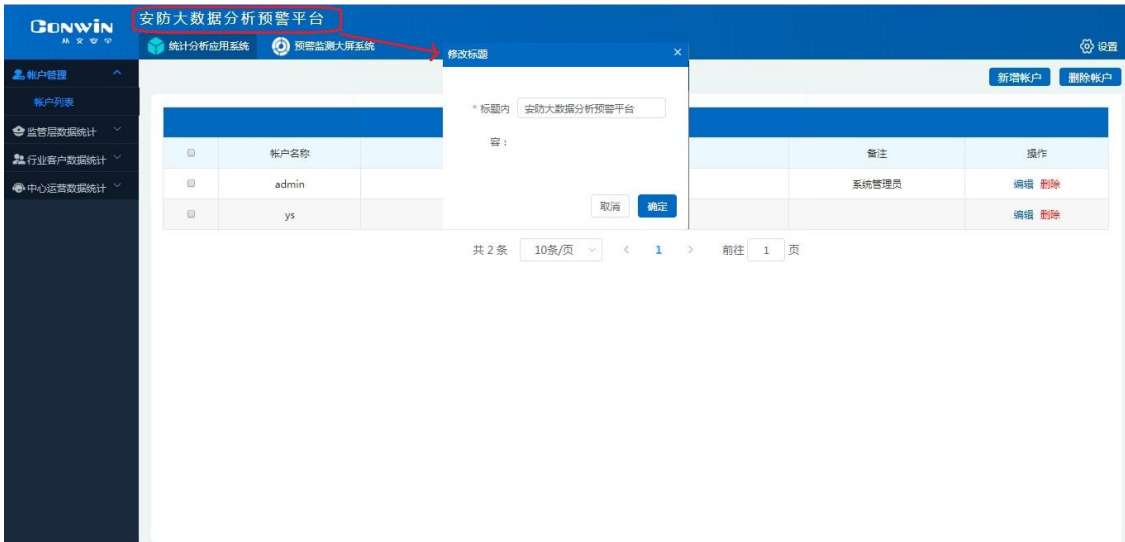 CONWIN
安防大数据分析预警平台
统计分析应用系统
预警监测大屏系统
设置
修改标题
×
帐户管理
新增帐户
删除帐户
帐户列表
* 标题内容：
安防大数据分析预警平台
监管层数据统计
行业客户数据统计
帐户名称
备注
操作
中心运营数据统计
admin
系统管理员
编辑 删除
取消
确定
ys
编辑 删除
共 2 条
10条/页
<
1
>
前往 1 页